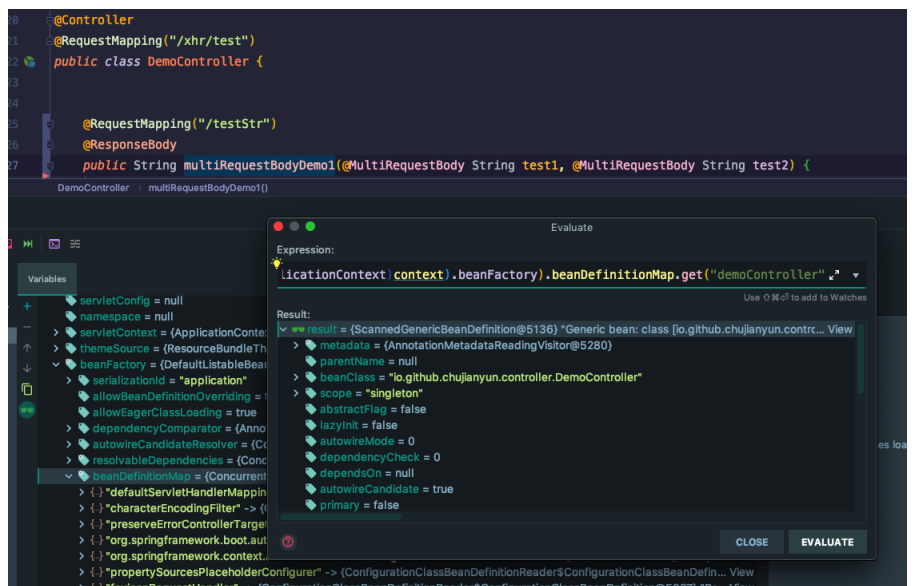 20 @Controller
21 @RequestMapping("/xhr/test")
22 public class DemoController {
23
24
25 @RequestMapping("/testStr")
26 @ResponseBody
27 public String multiRequestBodyDemo1(@MultiRequestBody String test1, @MultiRequestBody String test2) {
DemoController multiRequestBodyDemo1()
Variables
servletConfig = null
namespace = null
servletContext = {ApplicationConte
themeSource = {ResourceBundleTh
beanFactory = {DefaultListableBea
serializationId = "application"
allowBeanDefinitionOverriding =
allowEagerClassLoading = true
dependencyComparator = {Anno
autowireCandidateResolver = {Co
resolvableDependencies = {Conc
beanDefinitionMap = {Concurrent
"defaultServletHandlerMappin
"characterEncodingFilter" -> {
"preserveErrorControllerTarget
"org.springframework.boot.aut
"org.springframework.context.
"propertySourcesPlaceholderConfigurer" -> {ConfigurationClassBeanDefinitionReader$ConfigurationClassBeanDefin... View
Evaluate
Expression:
licationContext)context).beanFactory).beanDefinitionMap.get("demoController"
Use ⇧⌘⏎ to add to Watches
Result:
result = {ScannedGenericBeanDefinition@5136} "Generic bean: class [io.github.chujianyun.contrc... View
metadata = {AnnotationMetadataReadingVisitor@5280}
parentName = null
beanClass = "io.github.chujianyun.controller.DemoController"
scope = "singleton"
abstractFlag = false
lazyInit = false
autowireMode = 0
dependencyCheck = 0
dependsOn = null
autowireCandidate = true
primary = false
CLOSE EVALUATE
es loa